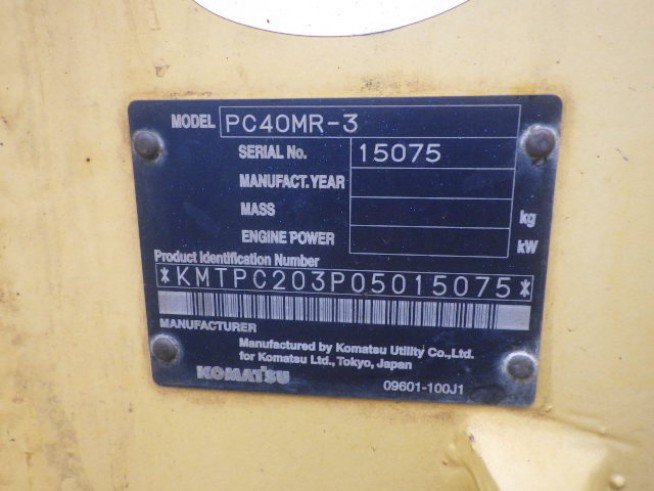 MODEL PC40MR-3
SERIAL No. 15075
MANUFACT.YEAR
MASS kg
ENGINE POWER kW
Product Identification Number
*KMTPC203P05015075*
MANUFACTURER
Manufactured by Komatsu Utility Co.,Ltd.
for Komatsu Ltd.,Tokyo, Japan
KOMATSU
09601-100J1